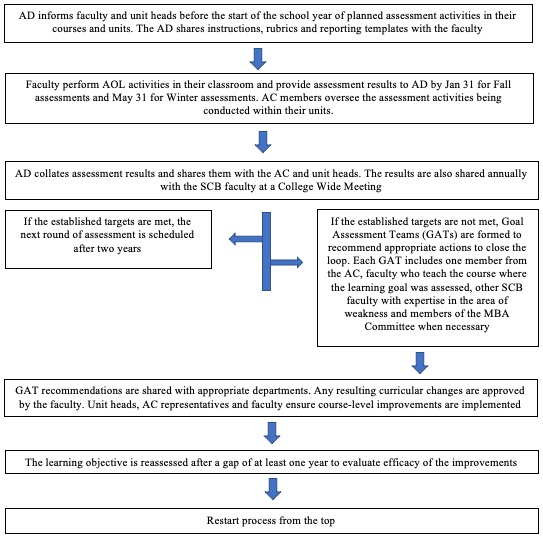 AD informs faculty and unit heads before the start of the school year of planned assessment activities in their
courses and units. The AD shares instructions, rubrics and reporting templates with the faculty
Faculty perform AOL activities in their classroom and provide assessment results to AD by Jan 31 for Fall
assessments and May 31 for Winter assessments. AC members oversee the assessment activities being
conducted within their units.
AD collates assessment results and shares them with the AC and unit heads. The results are also shared annually
with the SCB faculty at a College Wide Meeting
If the established targets are met, the
next round of assessment is scheduled
after two years
If the established targets are not met, Goal
Assessment Teams (GATs) are formed to
recommend appropriate actions to close the
loop. Each GAT includes one member from
the AC, faculty who teach the course where
the learning goal was assessed, other SCB
faculty with expertise in the area of
weakness and members of the MBA
Committee when necessary
GAT recommendations are shared with appropriate departments. Any resulting curricular changes are approved
by the faculty. Unit heads, AC representatives and faculty ensure course-level improvements are implemented
The learning objective is reassessed after a gap of at least one year to evaluate efficacy of the improvements
Restart process from the top